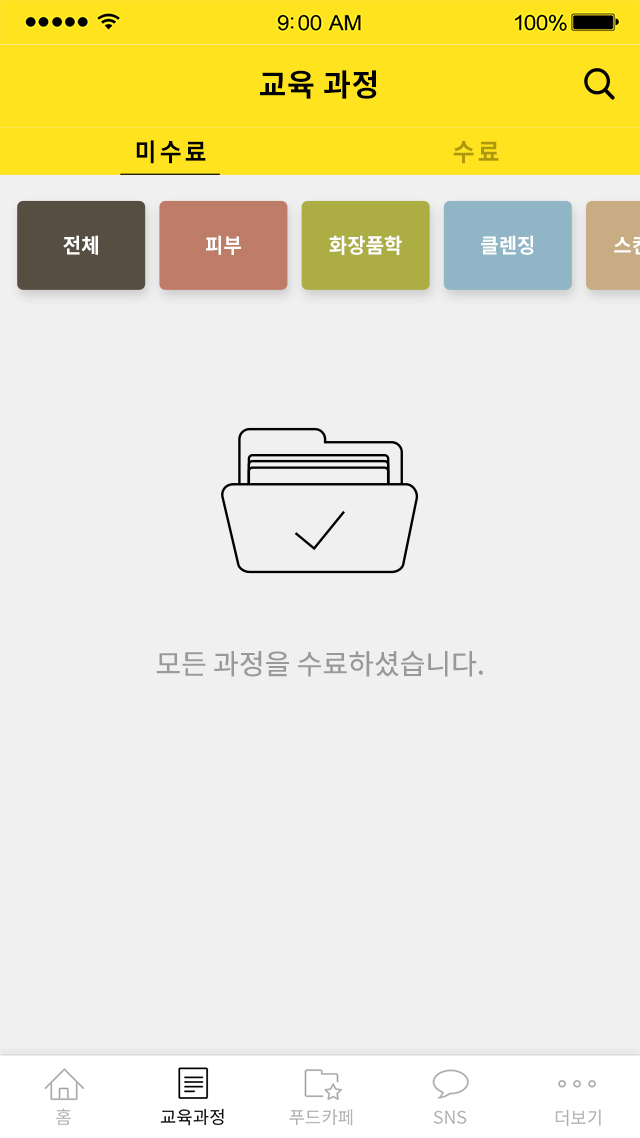 9:00 AM 100%
교육 과정
미수료 수료
전체 피부 화장품학 클렌징
모든 과정을 수료하셨습니다.
홈 교육과정 푸드카페 SNS 더보기